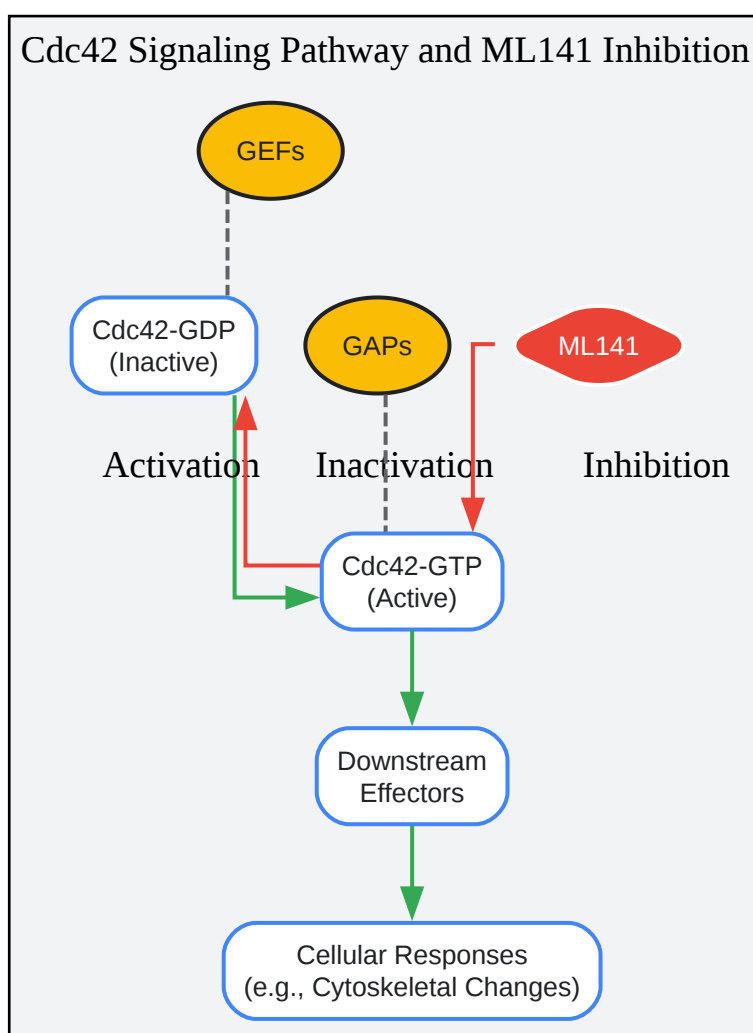 Cdc42 Signaling Pathway and ML141 Inhibition
GEFs
Cdc42-GDP
(Inactive)
GAPs
ML141
Activation
Inactivation
Inhibition
Cdc42-GTP
(Active)
Downstream
Effectors
Cellular Responses
(e.g., Cytoskeletal Changes)